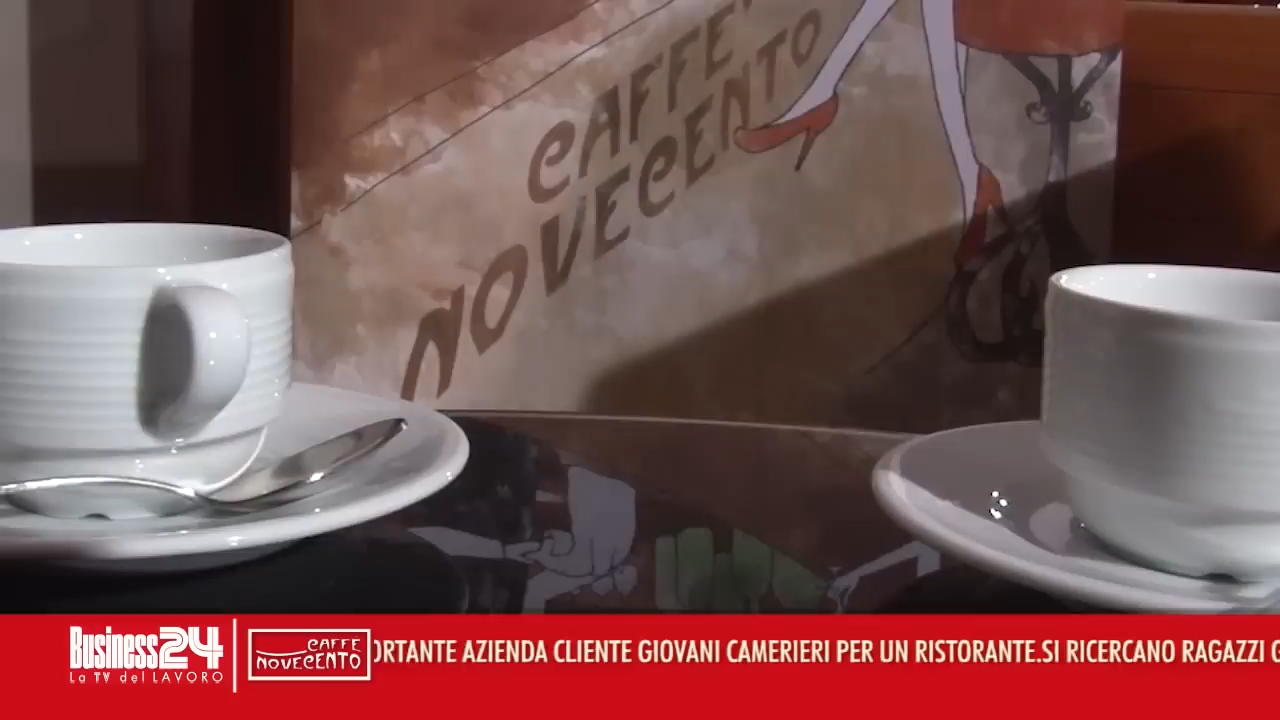 CAFFE'
NOVECENTO
Business24
La TV del LAVORO
CAFFE
NOVECENTO
ORTANTE AZIENDA CLIENTE GIOVANI CAMERIERI PER UN RISTORANTE.SI RICERCANO RAGAZZI G